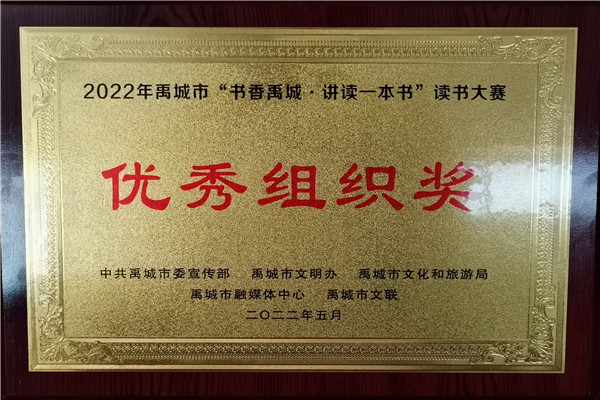 2022年禹城市“书香禹城·讲读一本书”读书大赛
优秀组织奖
中共禹城市委宣传部 禹城市文明办 禹城市文化和旅游局
禹城市融媒体中心 禹城市文联
二〇二二年五月